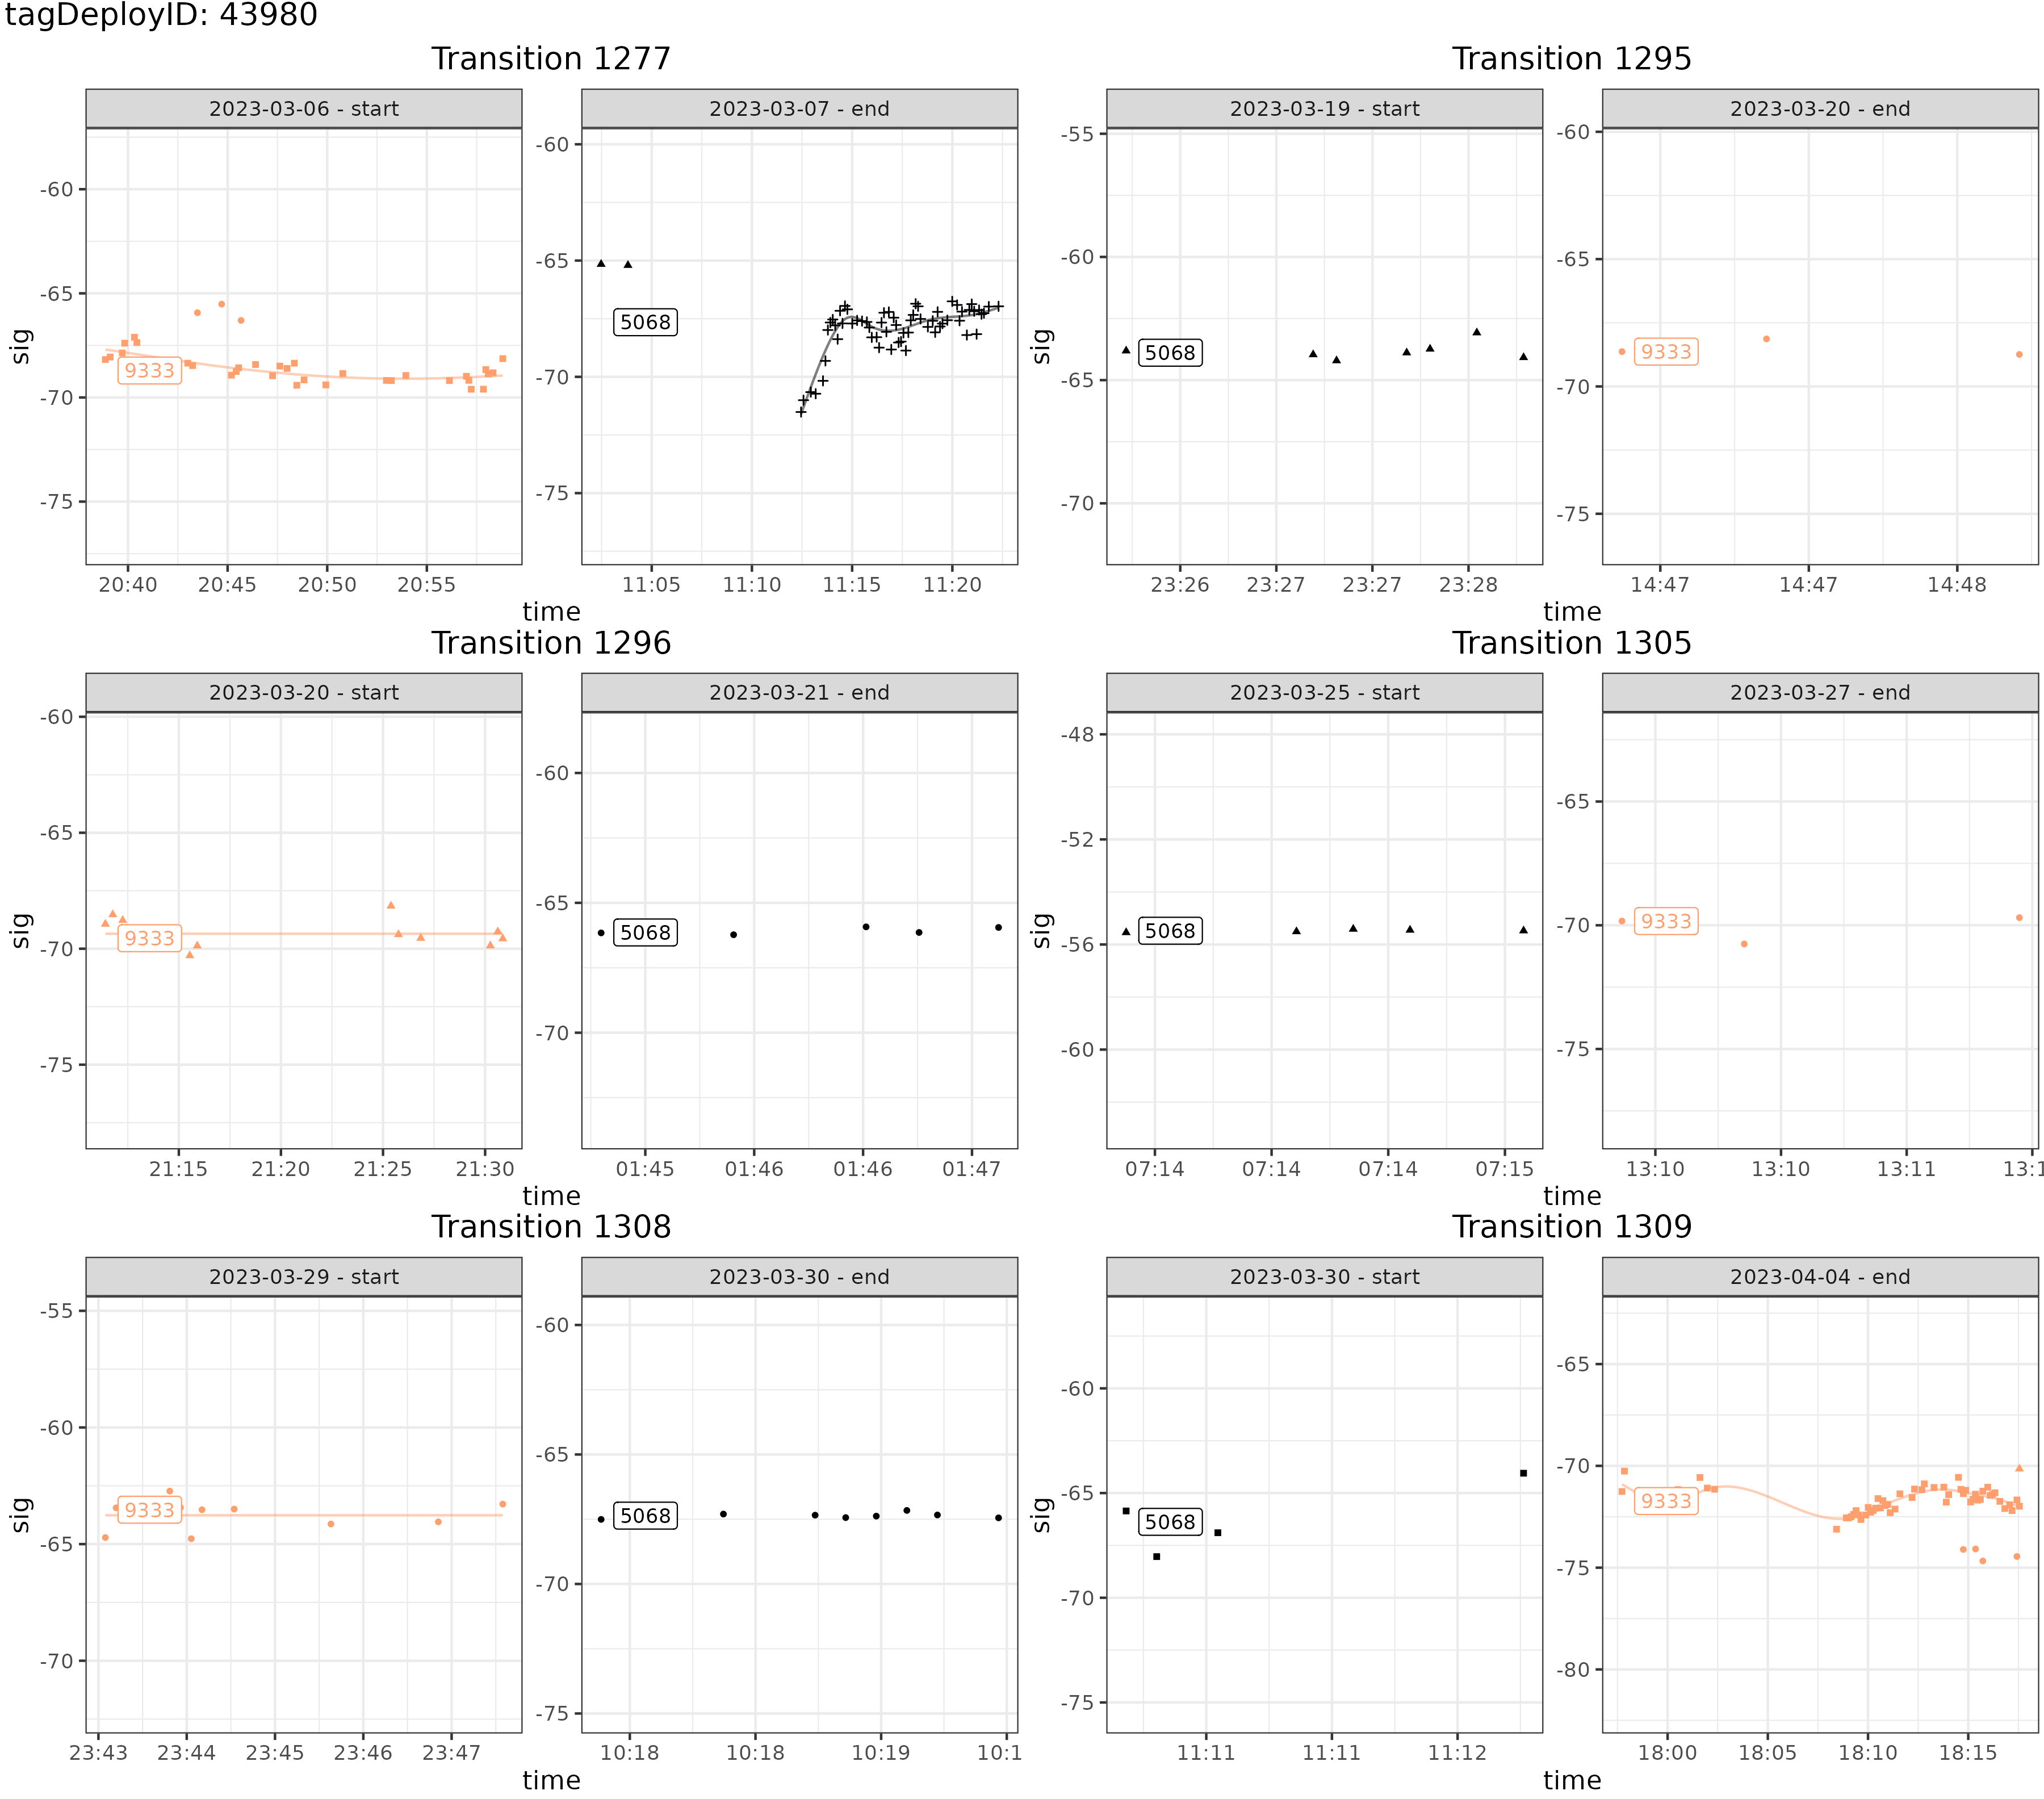 tagDeployID: 43980
Transition 1277
Transition 1295
2023-03-06 - start
2023-03-07 - end
2023-03-19 - start
2023-03-20 - end
sig
-60
-65
-70
-75
9333
20:40 20:45 20:50 20:55
-60
-65
-70
-75
5068
11:05 11:10 11:15 11:20
time
sig
-55
-60
-65
-70
5068
23:26 23:27 23:27 23:28
-60
-65
-70
-75
9333
14:47 14:47 14:48
time
Transition 1296
Transition 1305
2023-03-20 - start
2023-03-21 - end
2023-03-25 - start
2023-03-27 - end
sig
-60
-65
-70
-75
9333
21:15 21:20 21:25 21:30
-60
-65
-70
5068
01:45 01:46 01:46 01:47
time
sig
-48
-52
-56
-60
5068
07:14 07:14 07:14 07:15
-65
-70
-75
9333
13:10 13:10 13:11 13:1
time
Transition 1308
Transition 1309
2023-03-29 - start
2023-03-30 - end
2023-03-30 - start
2023-04-04 - end
sig
-55
-60
-65
-70
9333
23:43 23:44 23:45 23:46 23:47
-60
-65
-70
-75
5068
10:18 10:18 10:19 10:1
time
sig
-60
-65
-70
-75
5068
11:11 11:11 11:12
-65
-70
-75
-80
9333
18:00 18:05 18:10 18:15
time